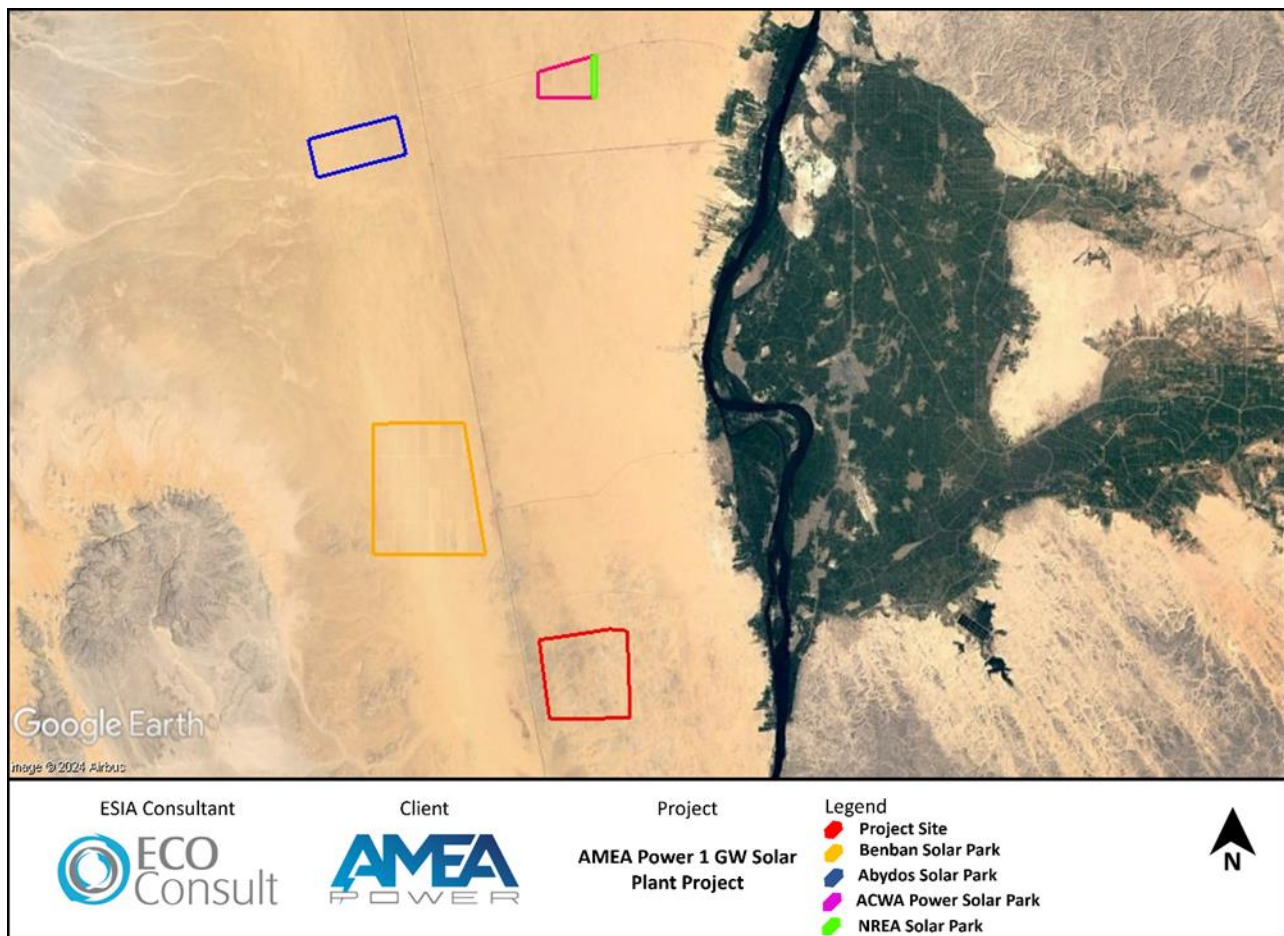 Google Earth
Image © 2024 Airbus
ESIA Consultant
ECO
Consult
Client
AMEA
POWER
Project
AMEA Power 1 GW Solar
Plant Project
Legend
Project Site
Benban Solar Park
Abydos Solar Park
ACWA Power Solar Park
NREA Solar Park
N